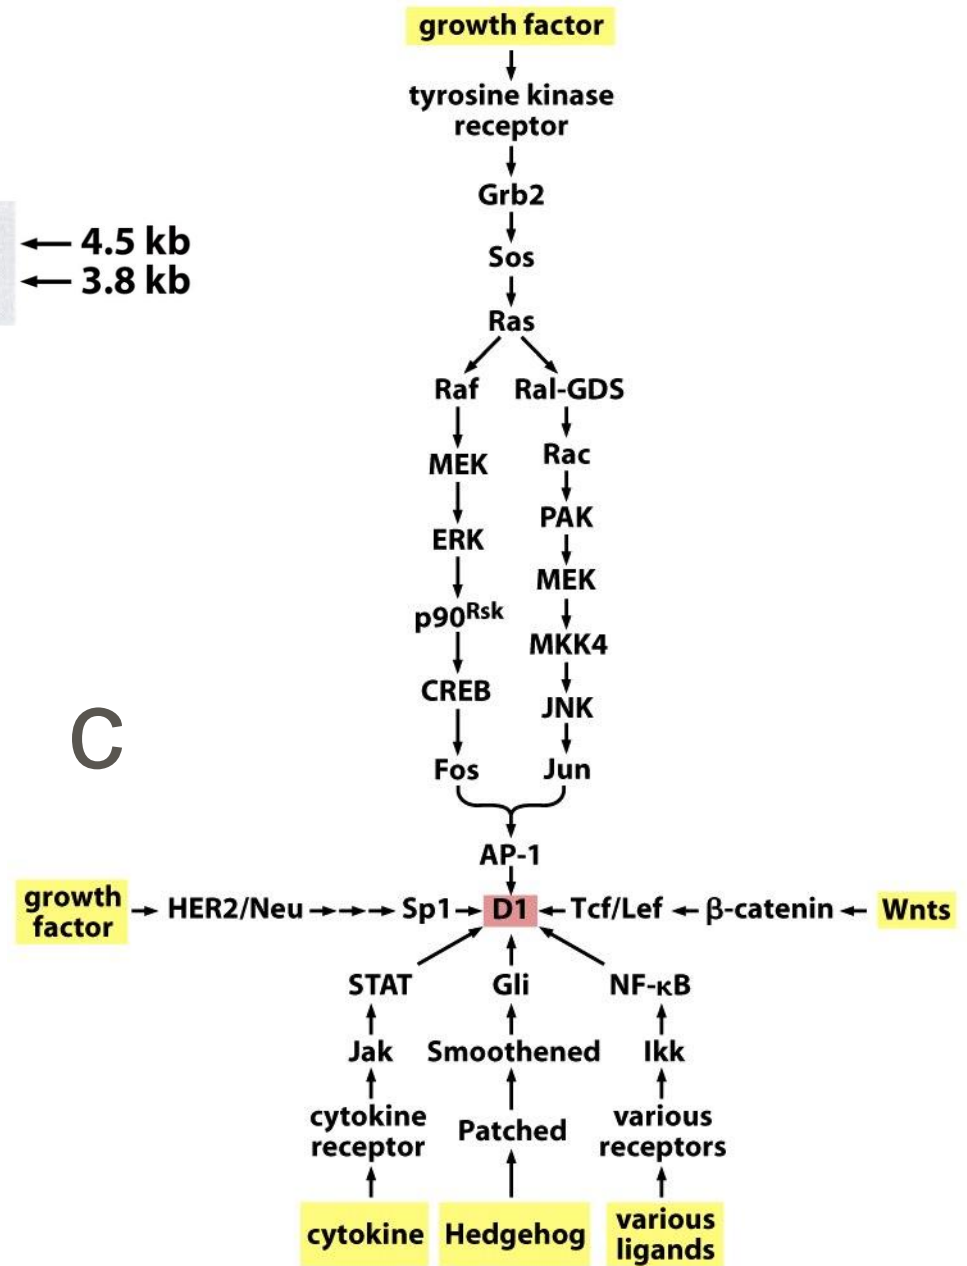 growth factor
tyrosine kinase
receptor
Grb2
4.5 kb
3.8 kb
Sos
Ras
Raf Ral-GDS
MEK Rac
PAK
ERK MEK
p90Rsk MKK4
CREB JNK
C
Fos Jun
AP-1
growth
factor
HER2/Neu Sp1 D1 Tcf/Lef β-catenin Wnts
STAT Gli NF-κB
Jak Smoothened Ikk
cytokine
receptor
Patched
various
receptors
cytokine Hedgehog
various
ligands